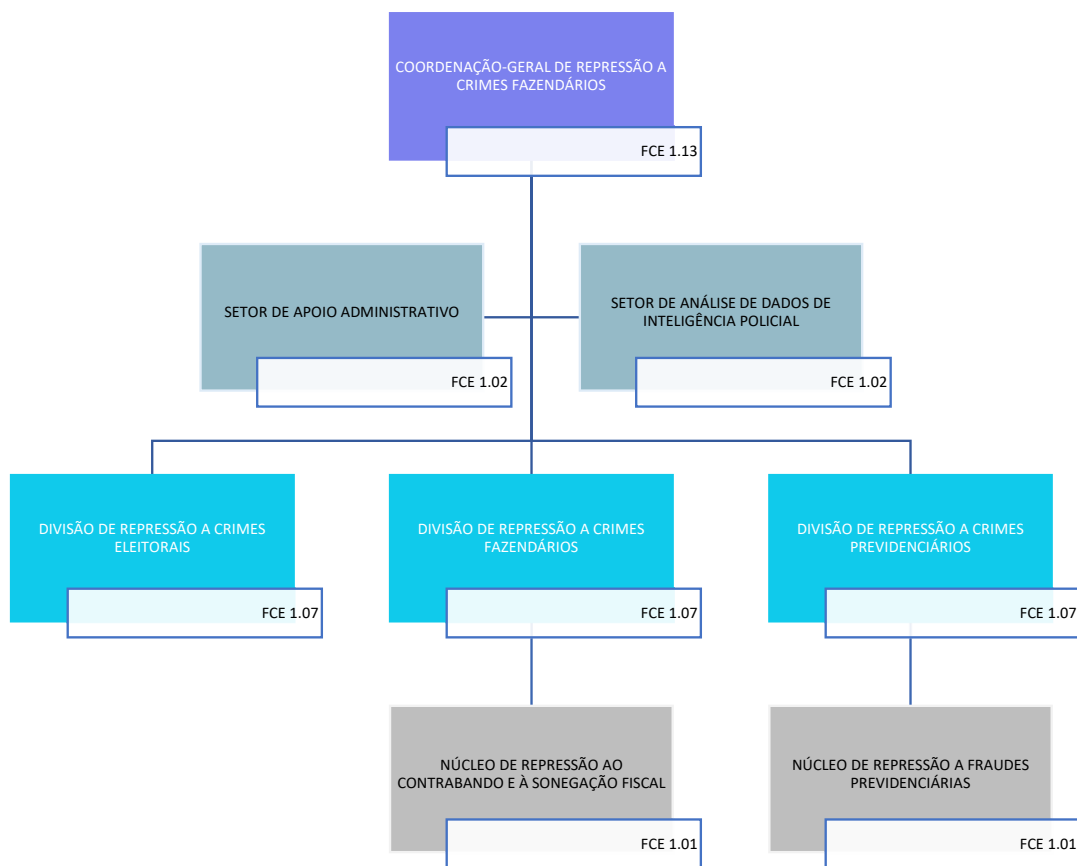 COORDENAÇÃO-GERAL DE REPRESSÃO A
CRIMES FAZENDÁRIOS
FCE 1.13
SETOR DE APOIO ADMINISTRATIVO
FCE 1.02
SETOR DE ANÁLISE DE DADOS DE
INTELIGÊNCIA POLICIAL
FCE 1.02
DIVISÃO DE REPRESSÃO A CRIMES
ELEITORAIS
FCE 1.07
DIVISÃO DE REPRESSÃO A CRIMES
FAZENDÁRIOS
FCE 1.07
DIVISÃO DE REPRESSÃO A CRIMES
PREVIDENCIÁRIOS
FCE 1.07
NÚCLEO DE REPRESSÃO AO
CONTRABANDO E À SONEGAÇÃO FISCAL
FCE 1.01
NÚCLEO DE REPRESSÃO A FRAUDES
PREVIDENCIÁRIAS
FCE 1.01